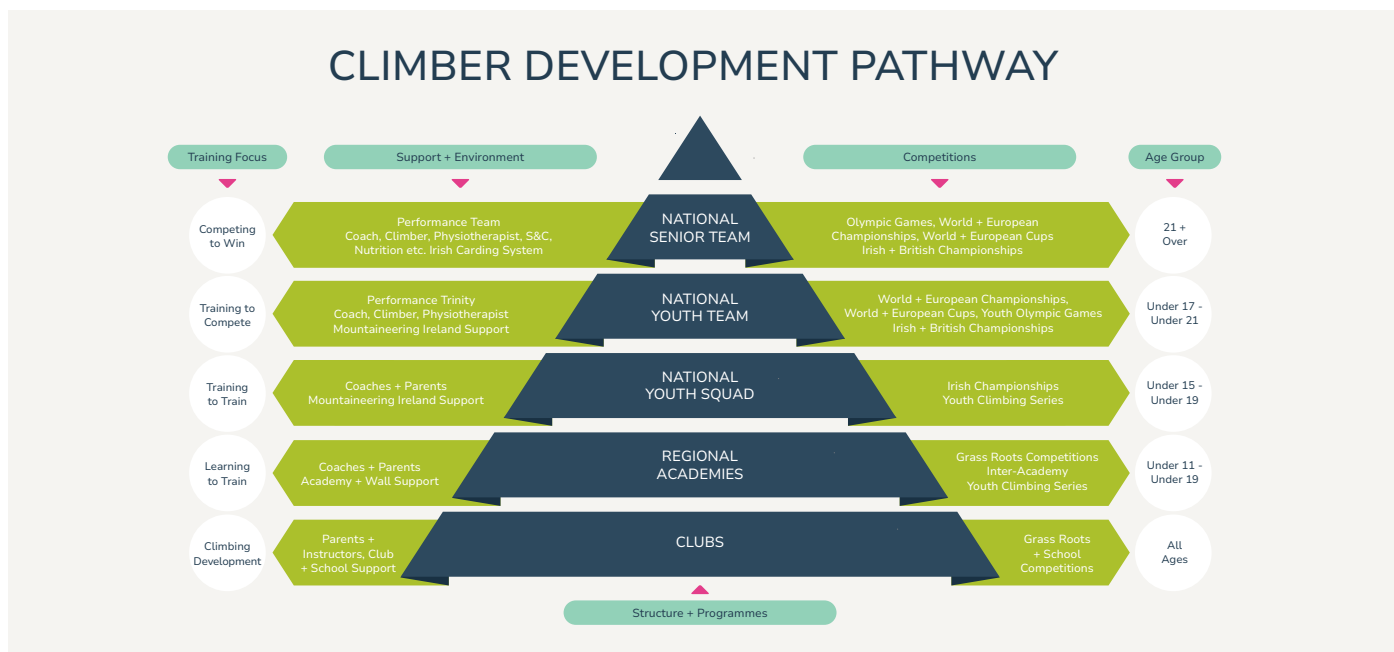 CLIMBER DEVELOPMENT PATHWAY
Training Focus
Support + Environment
Competitions
Age Group
Competing
to Win
Performance Team
Coach, Climber, Physiotherapist, S&C,
Nutrition etc. Irish Carding System
NATIONAL
SENIOR TEAM
Olympic Games, World + European
Championships, World + European Cups
Irish + British Championships
21 +
Over
Training to
Compete
Performance Trinity
Coach, Climber, Physiotherapist
Mountaineering Ireland Support
NATIONAL
YOUTH TEAM
World + European Championships,
World + European Cups, Youth Olympic Games
Irish + British Championships
Under 17 -
Under 21
Training
to Train
Coaches + Parents
Mountaineering Ireland Support
NATIONAL
YOUTH SQUAD
Irish Championships
Youth Climbing Series
Under 15 -
Under 19
Learning
to Train
Coaches + Parents
Academy + Wall Support
REGIONAL
ACADEMIES
Grass Roots Competitions
Inter-Academy
Youth Climbing Series
Under 11 -
Under 19
Climbing
Development
Parents +
Instructors, Club
+ School Support
CLUBS
Grass Roots
+ School
Competitions
All
Ages
Structure + Programmes